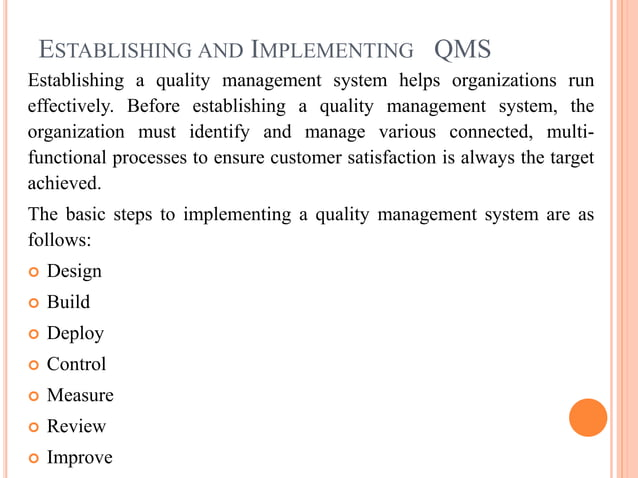 ESTABLISHING AND IMPLEMENTING QMS
Establishing a quality management system helps organizations run
effectively. Before establishing a quality management system, the
organization must identify and manage various connected, multi-
functional processes to ensure customer satisfaction is always the target
achieved.
The basic steps to implementing a quality management system are as
follows:
Design
Build
Deploy
Control
Measure
Review
Improve